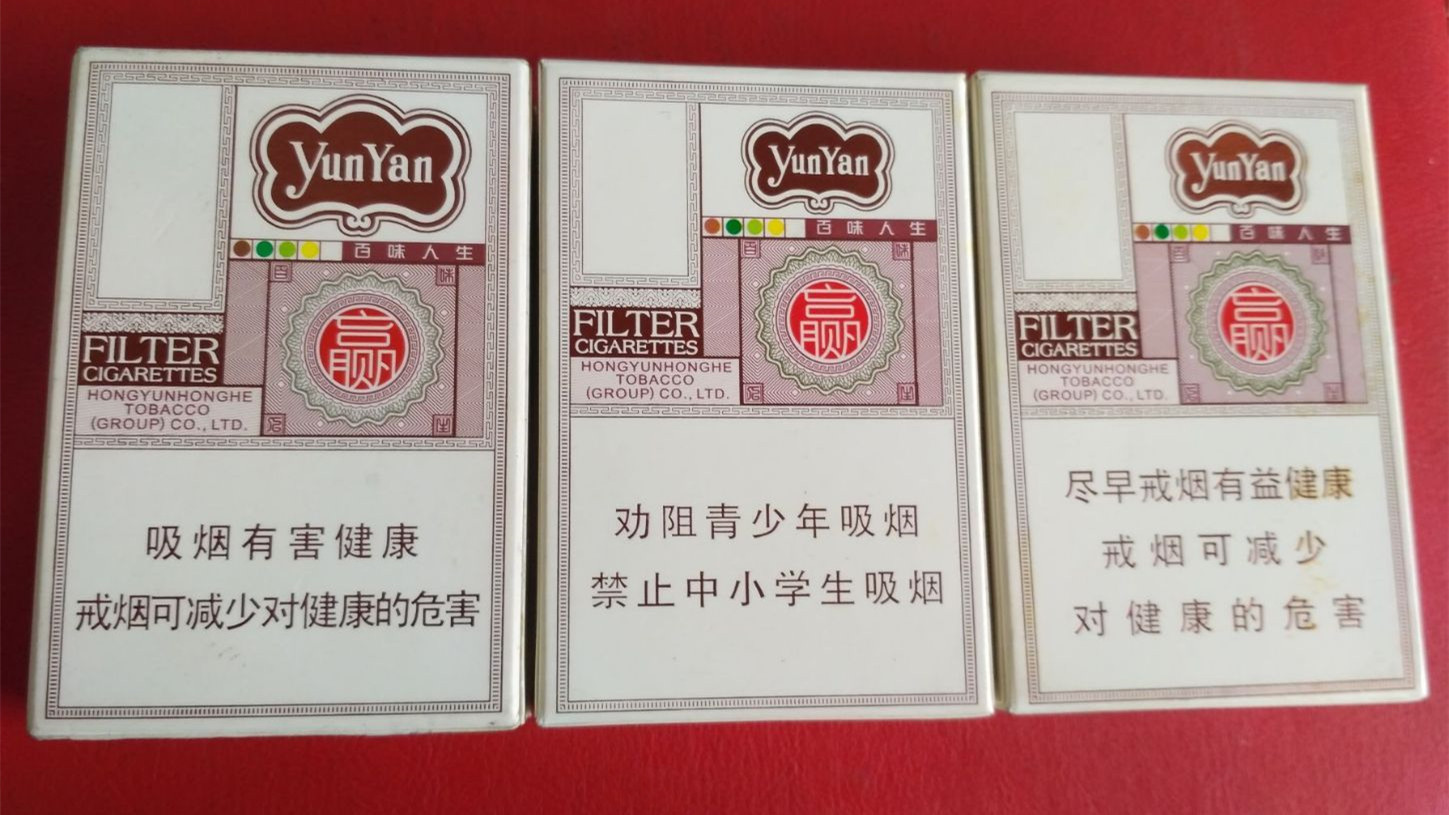 YunYan
百味人生
百 味
赢
FILTER
CIGARETTES
HONGYUNHONGHE
TOBACCO
(GROUP) CO., LTD.
吸烟有害健康
戒烟可减少对健康的危害
YunYan
百味人生
百 味
赢
FILTER
CIGARETTES
HONGYUNHONGHE
TOBACCO
(GROUP) CO., LTD.
劝阻青少年吸烟
禁止中小学生吸烟
YunYan
百味人生
赢
FILTER
CIGARETTES
HONGYUNHONGHE
TOBACCO
(GROUP) CO., LTD.
尽早戒烟有益健康
戒烟可减少
对健康的危害